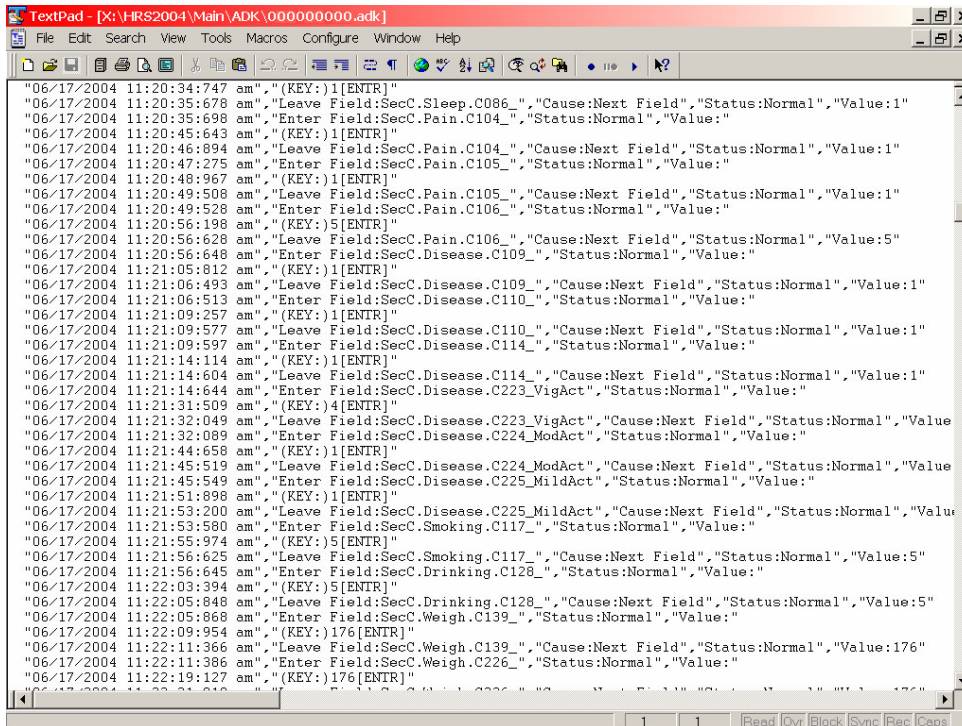 TextPad - [X:\HRS2004\Main\ADK\000000000.adk]
File Edit Search View Tools Macros Configure Window Help
"06/17/2004 11:20:34:747 am","(KEY:)1[ENTR]"
"06/17/2004 11:20:35:678 am","Leave Field:SecC.Sleep.C086_","Cause:Next Field","Status:Normal","Value:1"
"06/17/2004 11:20:35:698 am","Enter Field:SecC.Pain.C104_","Status:Normal","Value:"
"06/17/2004 11:20:45:643 am","(KEY:)1[ENTR]"
"06/17/2004 11:20:46:894 am","Leave Field:SecC.Pain.C104_","Cause:Next Field","Status:Normal","Value:1"
"06/17/2004 11:20:47:275 am","Enter Field:SecC.Pain.C105_","Status:Normal","Value:"
"06/17/2004 11:20:48:967 am","(KEY:)1[ENTR]"
"06/17/2004 11:20:49:508 am","Leave Field:SecC.Pain.C105_","Cause:Next Field","Status:Normal","Value:1"
"06/17/2004 11:20:49:528 am","Enter Field:SecC.Pain.C106_","Status:Normal","Value:"
"06/17/2004 11:20:56:198 am","(KEY:)5[ENTR]"
"06/17/2004 11:20:56:628 am","Leave Field:SecC.Pain.C106_","Cause:Next Field","Status:Normal","Value:5"
"06/17/2004 11:20:56:648 am","Enter Field:SecC.Disease.C109_","Status:Normal","Value:"
"06/17/2004 11:21:05:812 am","(KEY:)1[ENTR]"
"06/17/2004 11:21:06:493 am","Leave Field:SecC.Disease.C109_","Cause:Next Field","Status:Normal","Value:1"
"06/17/2004 11:21:06:513 am","Enter Field:SecC.Disease.C110_","Status:Normal","Value:"
"06/17/2004 11:21:09:257 am","(KEY:)1[ENTR]"
"06/17/2004 11:21:09:577 am","Leave Field:SecC.Disease.C110_","Cause:Next Field","Status:Normal","Value:1"
"06/17/2004 11:21:09:597 am","Enter Field:SecC.Disease.C114_","Status:Normal","Value:"
"06/17/2004 11:21:14:114 am","(KEY:)1[ENTR]"
"06/17/2004 11:21:14:604 am","Leave Field:SecC.Disease.C114_","Cause:Next Field","Status:Normal","Value:1"
"06/17/2004 11:21:14:644 am","Enter Field:SecC.Disease.C223_VigAct","Status:Normal","Value:"
"06/17/2004 11:21:31:509 am","(KEY:)4[ENTR]"
"06/17/2004 11:21:32:049 am","Leave Field:SecC.Disease.C223_VigAct","Cause:Next Field","Status:Normal","Value
"06/17/2004 11:21:32:089 am","Enter Field:SecC.Disease.C224_ModAct","Status:Normal","Value:"
"06/17/2004 11:21:44:658 am","(KEY:)1[ENTR]"
"06/17/2004 11:21:45:519 am","Leave Field:SecC.Disease.C224_ModAct","Cause:Next Field","Status:Normal","Value
"06/17/2004 11:21:45:549 am","Enter Field:SecC.Disease.C225_MildAct","Status:Normal","Value:"
"06/17/2004 11:21:51:898 am","(KEY:)1[ENTR]"
"06/17/2004 11:21:53:200 am","Leave Field:SecC.Disease.C225_MildAct","Cause:Next Field","Status:Normal","Value
"06/17/2004 11:21:53:580 am","Enter Field:SecC.Smoking.C117_","Status:Normal","Value:"
"06/17/2004 11:21:55:974 am","(KEY:)5[ENTR]"
"06/17/2004 11:21:56:625 am","Leave Field:SecC.Smoking.C117_","Cause:Next Field","Status:Normal","Value:5"
"06/17/2004 11:21:56:645 am","Enter Field:SecC.Drinking.C128_","Status:Normal","Value:"
"06/17/2004 11:22:03:394 am","(KEY:)5[ENTR]"
"06/17/2004 11:22:05:848 am","Leave Field:SecC.Drinking.C128_","Cause:Next Field","Status:Normal","Value:5"
"06/17/2004 11:22:05:868 am","Enter Field:SecC.Weigh.C139_","Status:Normal","Value:"
"06/17/2004 11:22:09:954 am","(KEY:)176[ENTR]"
"06/17/2004 11:22:11:366 am","Leave Field:SecC.Weigh.C139_","Cause:Next Field","Status:Normal","Value:176"
"06/17/2004 11:22:11:386 am","Enter Field:SecC.Weigh.C226_","Status:Normal","Value:"
"06/17/2004 11:22:19:127 am","(KEY:)176[ENTR]"
1 1 Read Ovr Block Sync Rec Caps